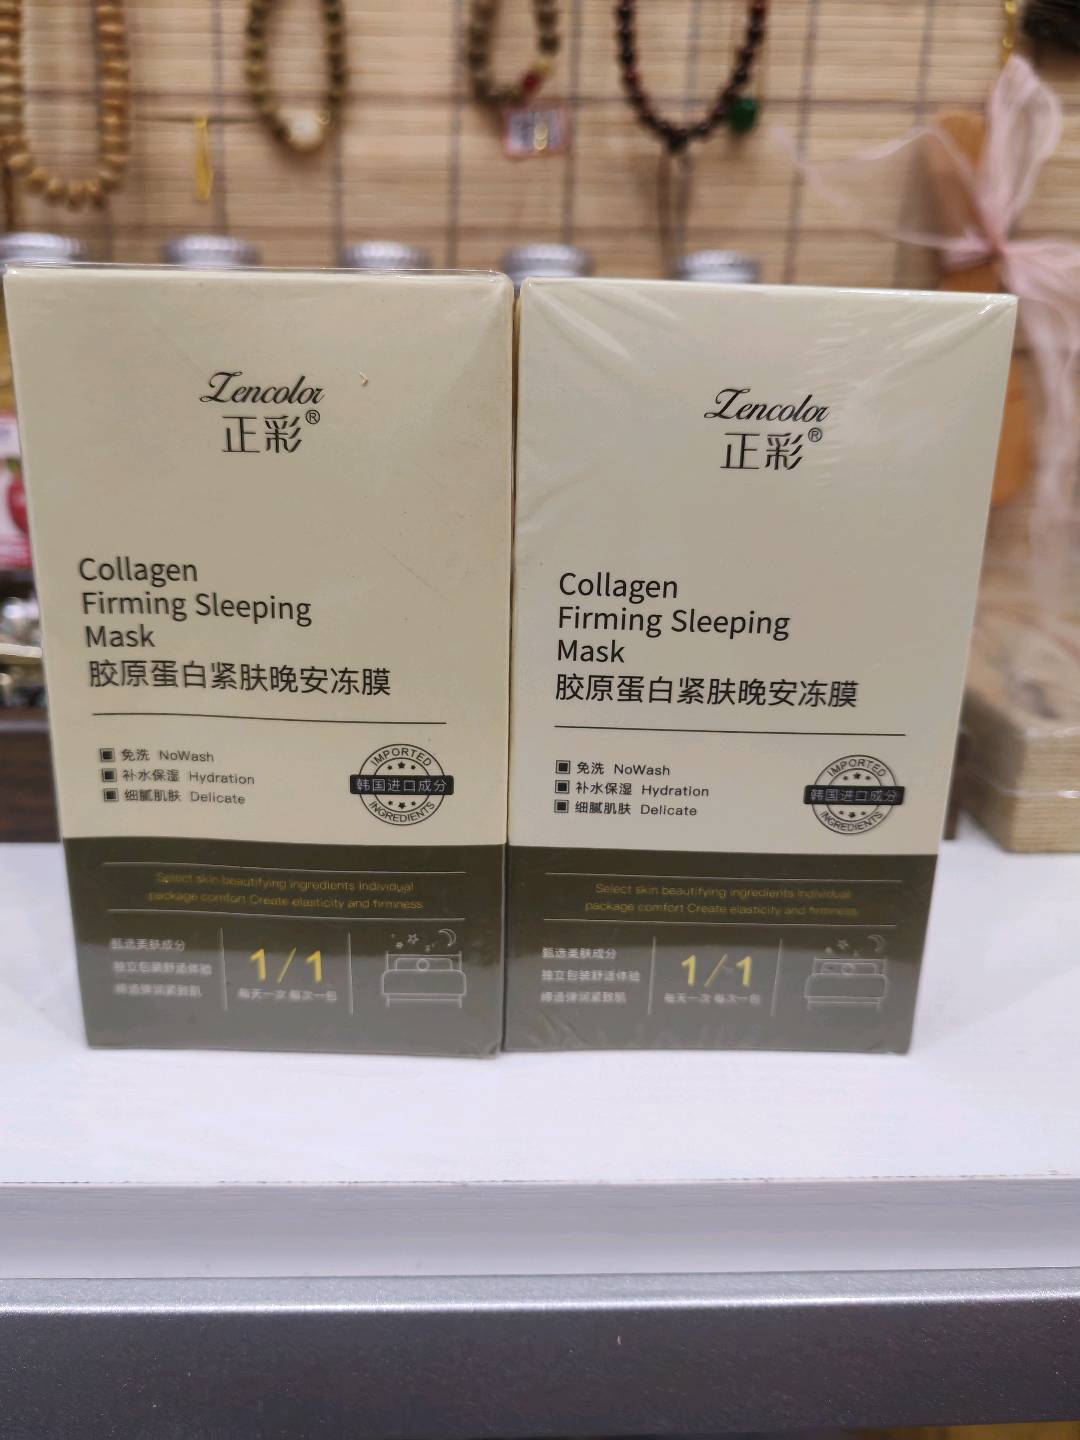 Zencolor
正彩®
Collagen
Firming Sleeping
Mask
胶原蛋白紧肤晚安冻膜
免洗 NoWash
补水保湿 Hydration
细腻肌肤 Delicate
IMPORTED
韩国进口成分
INGREDIENTS
Select skin beautifying ingredients Individual
package comfort Create elasticity and firmness
甄选美肤成分
独立包装舒适体验
缔造弹润紧致肌
1/1
每天一次 每次一包
Zencolor
正彩®
Collagen
Firming Sleeping
Mask
胶原蛋白紧肤晚安冻膜
免洗 NoWash
补水保湿 Hydration
细腻肌肤 Delicate
IMPORTED
韩国进口成分
INGREDIENTS
Select skin beautifying ingredients Individual
package comfort Create elasticity and firmness
甄选美肤成分
独立包装舒适体验
缔造弹润紧致肌
1/1
每天一次 每次一包